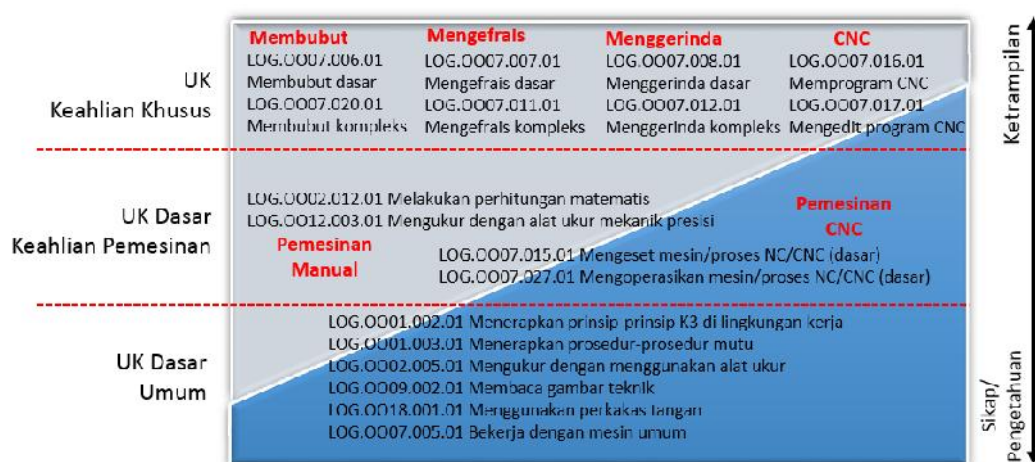 Membubut Mengefrais Menggerinda CNC
LOG.OO07.006.01 LOG.OO07.007.01 LOG.OO07.008.01 LOG.OO07.016.01
Membubut dasar Mengefrais dasar Menggerinda dasar Memprogram CNC
LOG.OO07.020.01 LOG.OO07.011.01 LOG.OO07.012.01 LOG.OO07.017.01
Membubut kompleks Mengefrais kompleks Menggerinda kompleks Mengedit program CNC
UK
Keahlian Khusus
Ketrampilan
LOG.OO02.012.01 Melakukan perhitungan matematis
LOG.OO12.003.01 Mengukur dengan alat ukur mekanik presisi
UK Dasar
Keahlian Pemesinan
Pemesinan
CNC
Pemesinan
Manual
LOG.OO07.015.01 Mengeset mesin/proses NC/CNC (dasar)
LOG.OO07.027.01 Mengoperasikan mesin/proses NC/CNC (dasar)
LOG.OO01.002.01 Menerapkan prinsip-prinsip K3 di lingkungan kerja
LOG.OO01.003.01 Menerapkan prosedur-prosedur mutu
LOG.OO02.005.01 Mengukur dengan menggunakan alat ukur
LOG.OO09.002.01 Membaca gambar teknik
LOG.OO18.001.01 Menggunakan perkakas tangan
LOG.OO07.005.01 Bekerja dengan mesin umum
UK Dasar
Umum
Sikap/
Pengetahuan